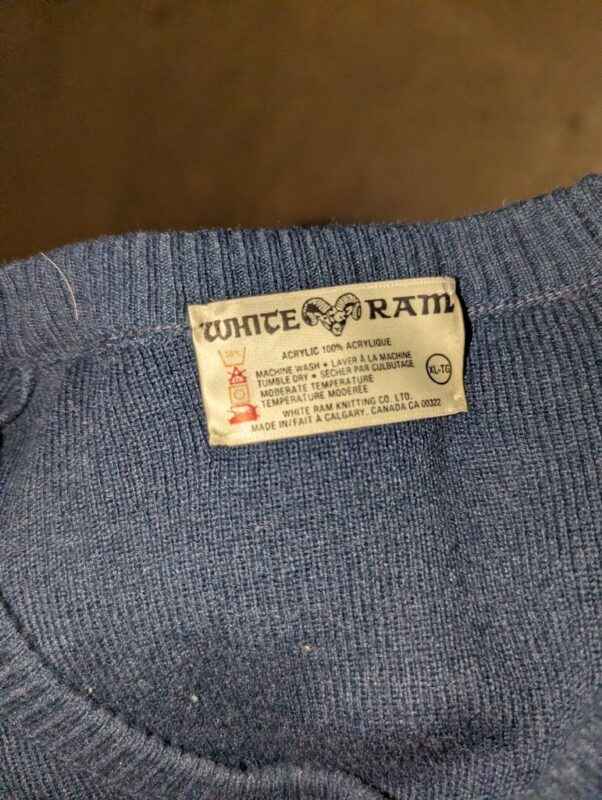 WHITE RAM
ACRYLIC 100% ACRYLIQUE
MACHINE WASH • LAVER À LA MACHINE
TUMBLE DRY • SÉCHER PAR CULBUTAGE
MODERATE TEMPERATURE
TEMPÉRATURE MODÉRÉE
XL-TG
WHITE RAM KNITTING CO. LTD.
MADE IN/FAIT À CALGARY, CANADA CA 00322